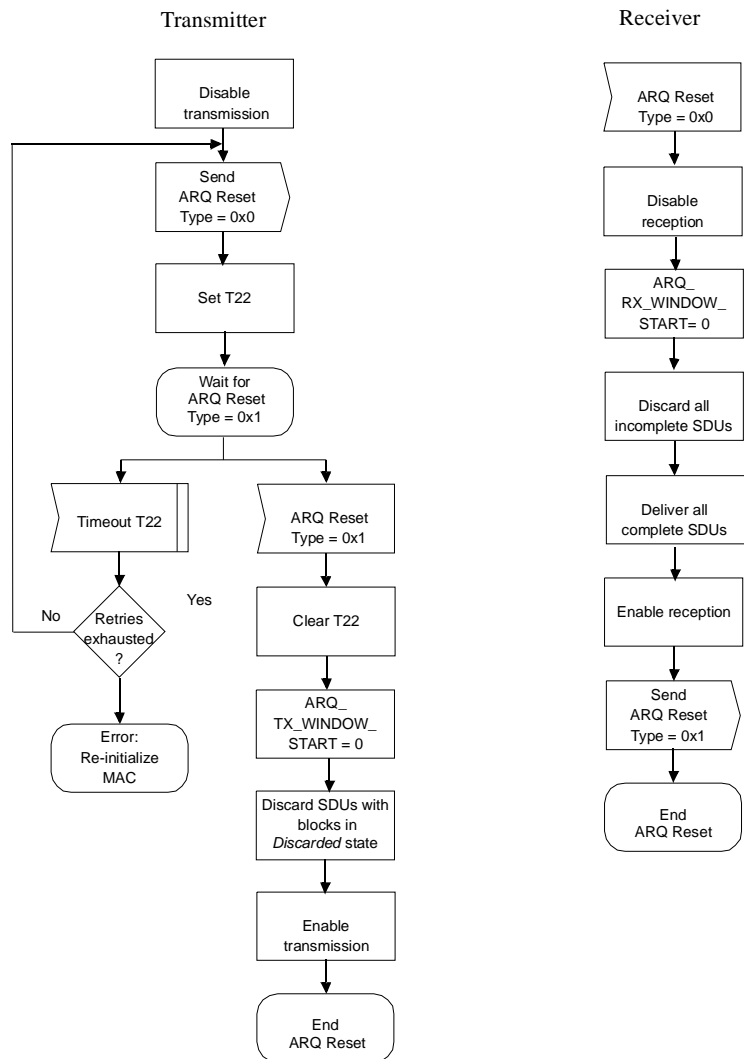 Transmitter
Disable
transmission
Send
ARQ Reset
Type = 0x0
Set T22
Wait for
ARQ Reset
Type = 0x1
Timeout T22
No
Retries
exhausted
?
Yes
Error:
Re-initialize
MAC
ARQ Reset
Type = 0x1
Clear T22
ARQ_
TX_WINDOW_
START = 0
Discard SDUs with
blocks in
Discarded state
Enable
transmission
End
ARQ Reset
Receiver
ARQ Reset
Type = 0x0
Disable
reception
ARQ_
RX_WINDOW_
START= 0
Discard all
incomplete SDUs
Deliver all
complete SDUs
Enable reception
Send
ARQ Reset
Type = 0x1
End
ARQ Reset